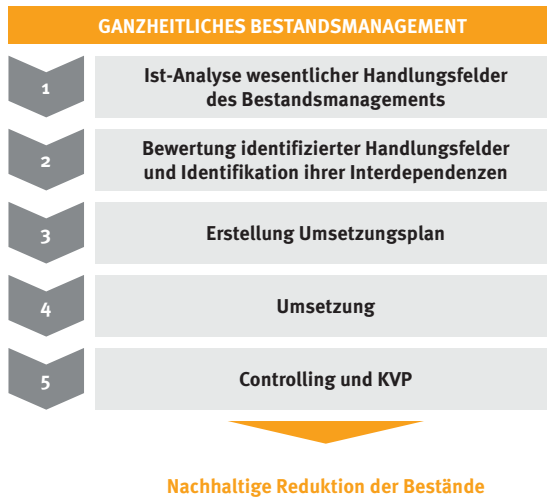 GANZHEITLICHES BESTANDSMANAGEMENT
1
Ist-Analyse wesentlicher Handlungsfelder
des Bestandsmanagements
2
Bewertung identifizierter Handlungsfelder
und Identifikation ihrer Interdependenzen
3
Erstellung Umsetzungsplan
4
Umsetzung
5
Controlling und KVP
Nachhaltige Reduktion der Bestände